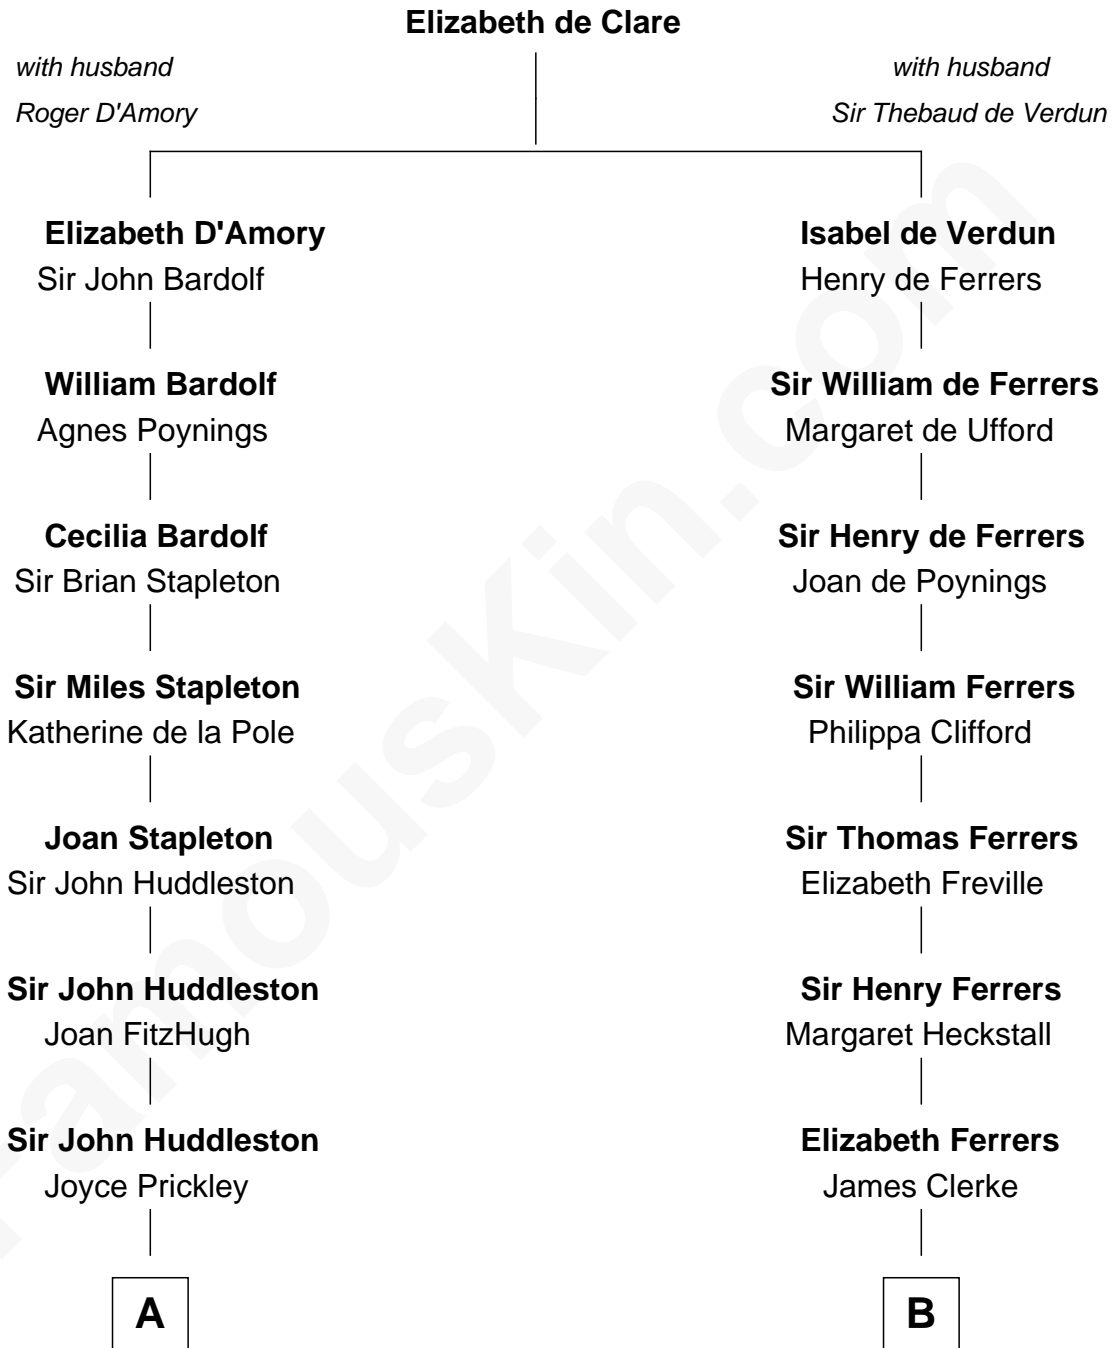 Elizabeth de Clare
with husband
Roger D'Amory
with husband
Sir Thebaud de Verdun
Elizabeth D'Amory
Sir John Bardolf
Isabel de Verdun
Henry de Ferrers
William Bardolf
Agnes Poynings
Sir William de Ferrers
Margaret de Ufford
Cecilia Bardolf
Sir Brian Stapleton
Sir Henry de Ferrers
Joan de Poynings
Sir Miles Stapleton
Katherine de la Pole
Sir William Ferrers
Philippa Clifford
Joan Stapleton
Sir John Huddleston
Sir Thomas Ferrers
Elizabeth Freville
Sir John Huddleston
Joan FitzHugh
Sir Henry Ferrers
Margaret Heckstall
Sir John Huddleston
Joyce Prickley
Elizabeth Ferrers
James Clerke
A
B
FamousKin.com